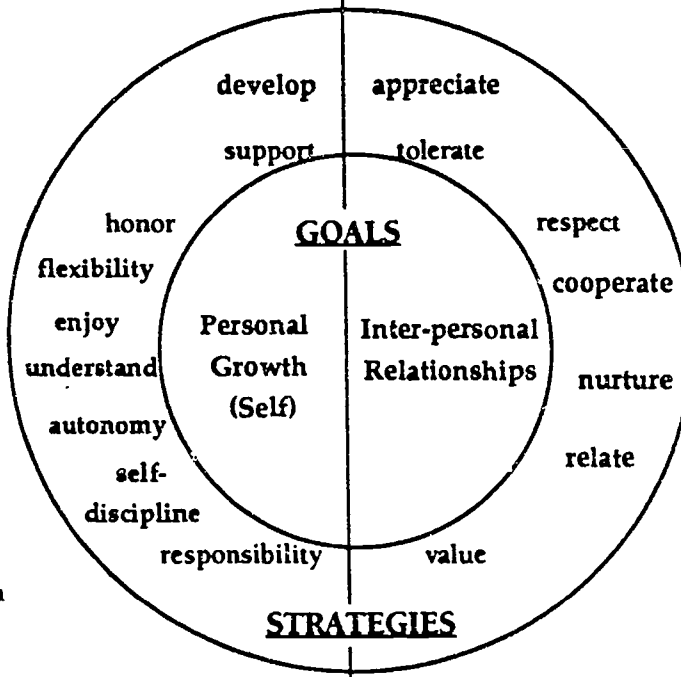 develop appreciate
support tolerate
honor
GOALS
respect
flexibility
cooperate
enjoy
Personal
Growth
(Self)
Inter-personal
Relationships
understand
nurture
autonomy
relate
self-
discipline
responsibility value
STRATEGIES